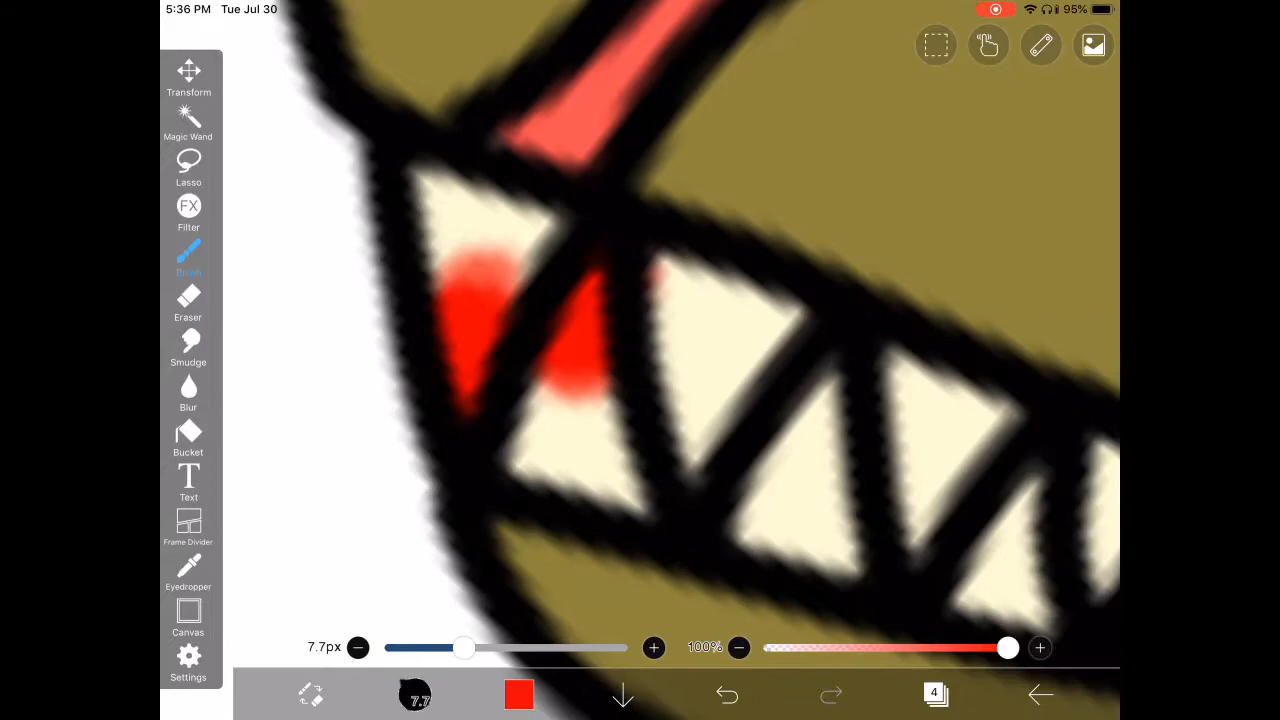 5:36 PM Tue Jul 30
95%
Transform
Magic Wand
Lasso
FX
Filter
Brush
Eraser
Smudge
Blur
Bucket
T
Text
Frame Divider
Eyedropper
Canvas
Settings
7.7px
100%
7.7
4